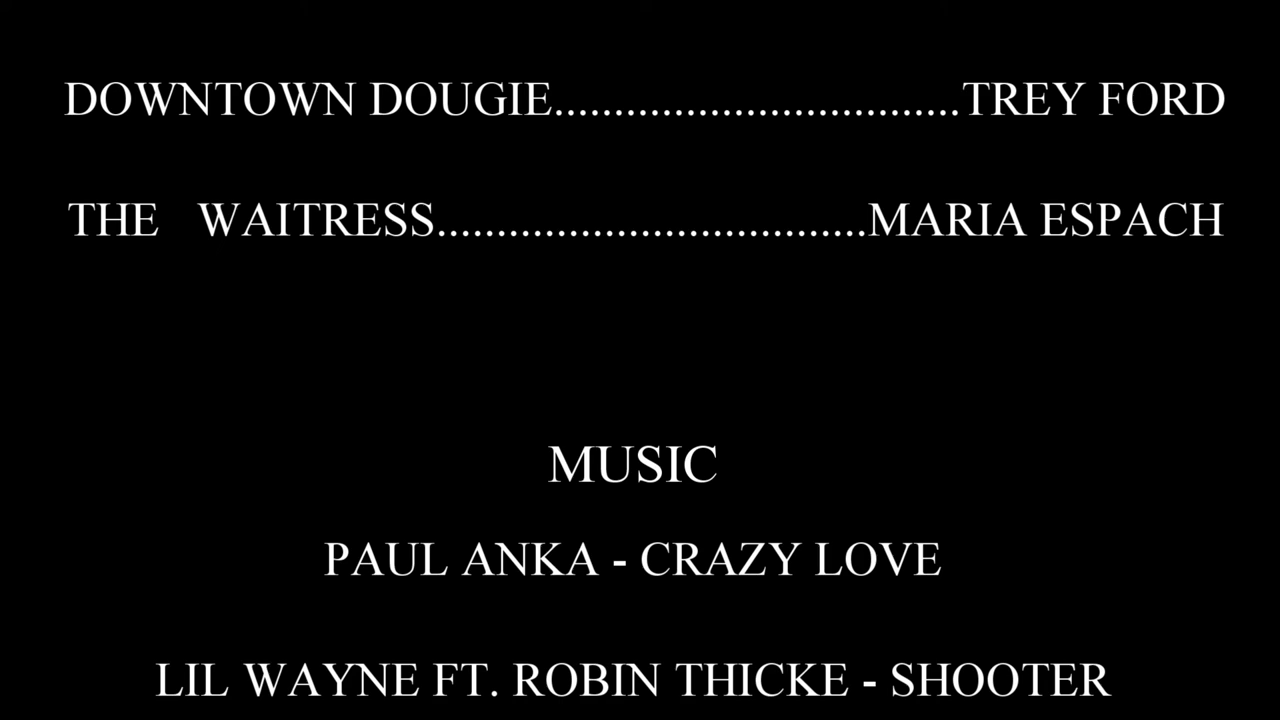 DOWNTOWN DOUGIE..................................TREY FORD
THE   WAITRESS....................................MARIA ESPACH
MUSIC
PAUL ANKA - CRAZY LOVE
LIL WAYNE FT. ROBIN THICKE - SHOOTER